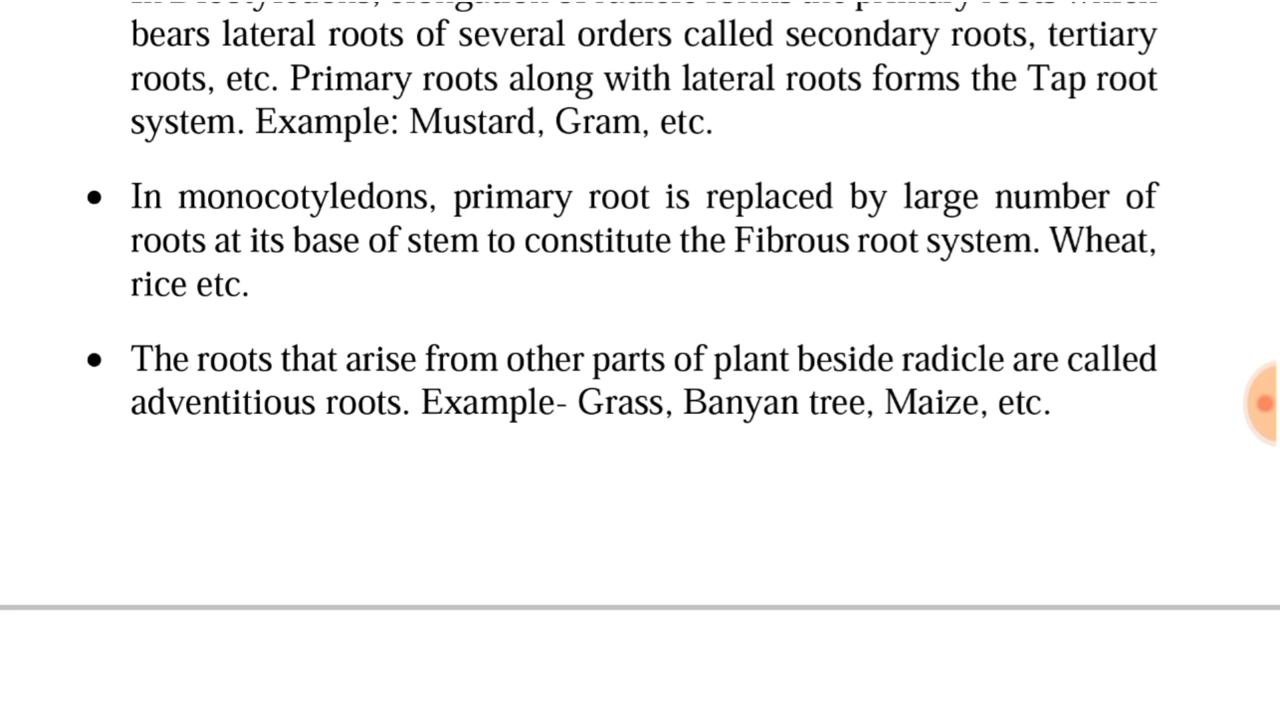 bears lateral roots of several orders called secondary roots, tertiary
roots, etc. Primary roots along with lateral roots forms the Tap root
system. Example: Mustard, Gram, etc.
• In monocotyledons, primary root is replaced by large number of
roots at its base of stem to constitute the Fibrous root system. Wheat,
rice etc.
• The roots that arise from other parts of plant beside radicle are called
adventitious roots. Example- Grass, Banyan tree, Maize, etc.